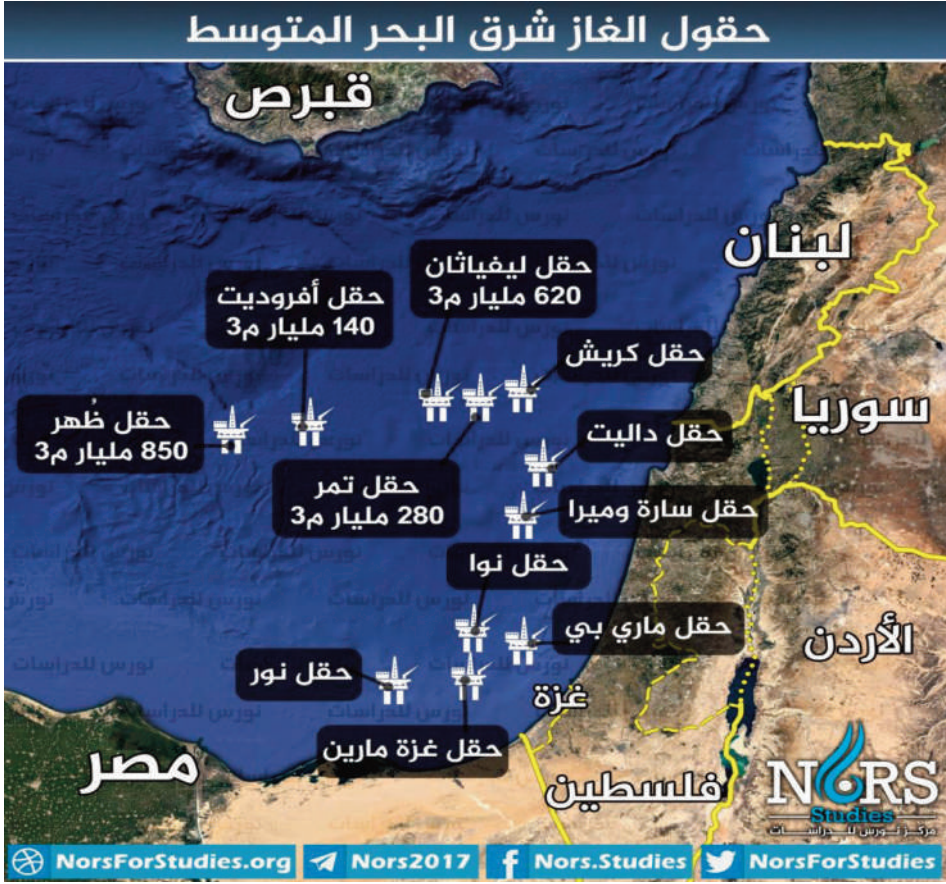 حقول الغاز شرق البحر المتوسط
قبرص
لبنان
حقل ليفياثان
620 مليار م3
حقل أفروديت
140 مليار م3
حقل كريش
سوريا
حقل ظُهر
850 مليار م3
حقل داليت
حقل تمر
280 مليار م3
حقل سارة وميرا
حقل نوا
حقل ماري بي
الأردن
حقل نور
غزة
حقل غزة مارين
مصر
فلسطين
NORS
Studies
مركز نورس للدراسات
NorsForStudies.org
Nors2017
Nors.Studies
NorsForStudies
نورس للدراسات